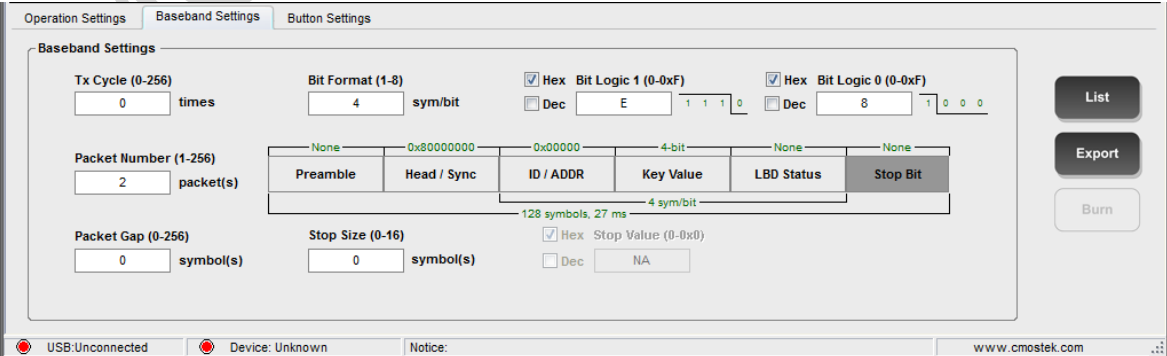 Operation Settings Baseband Settings Button Settings
Baseband Settings
Tx Cycle (0-256) Bit Format (1-8) Hex Bit Logic 1 (0-0xF) Hex Bit Logic 0 (0-0xF)
0 times 4 sym/bit Dec E 1 1 1 0 Dec 8 1 0 0 0
List
None 0x80000000 0x00000 4-bit None None
Packet Number (1-256)
2 packet(s) Preamble Head / Sync ID / ADDR Key Value LBD Status Stop Bit
Export
4 sym/bit
128 symbols, 27 ms
Burn
Packet Gap (0-256) Stop Size (0-16) Hex Stop Value (0-0x0)
0 symbol(s) 0 symbol(s) Dec NA
USB:Unconnected Device: Unknown Notice: www.cmostek.com